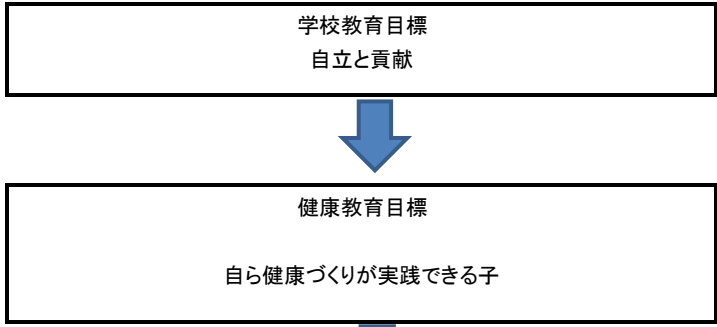 学校教育目標
自立と貢献
健康教育目標
自ら健康づくりが実践できる子